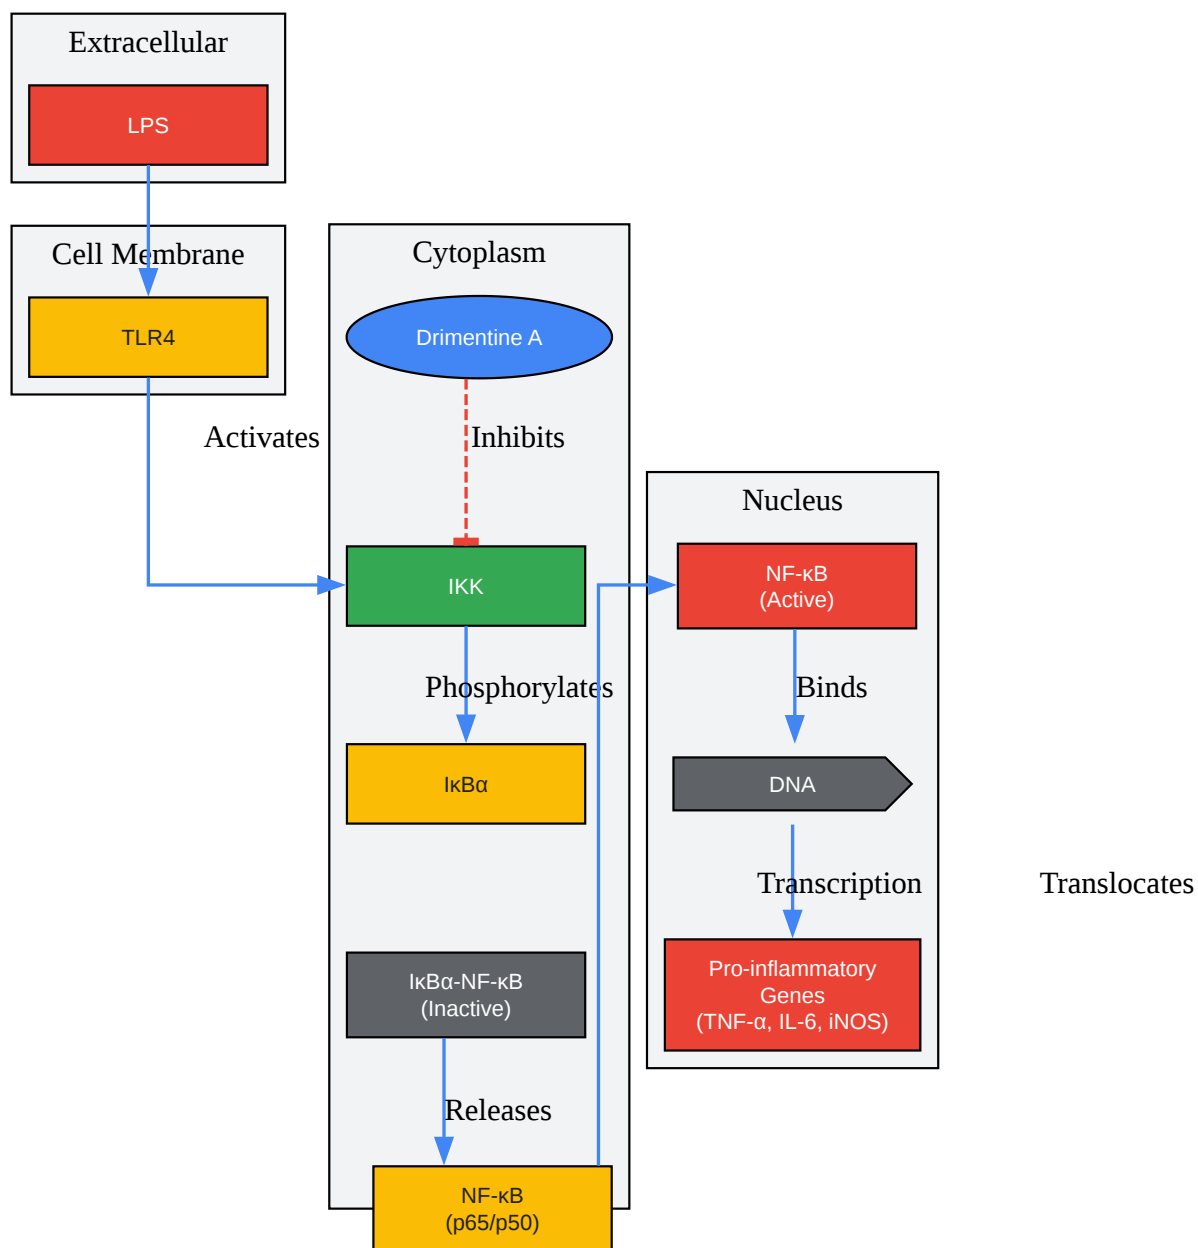 Extracellular
LPS
Cell Membrane
TLR4
Activates
Cytoplasm
Drimentine A
Inhibits
IKK
Phosphorylates
IκBα
IκBα-NF-κB
(Inactive)
Releases
NF-κB
(p65/p50)
Nucleus
NF-κB
(Active)
Binds
DNA
Transcription
Pro-inflammatory
Genes
(TNF-α, IL-6, iNOS)
Translocates